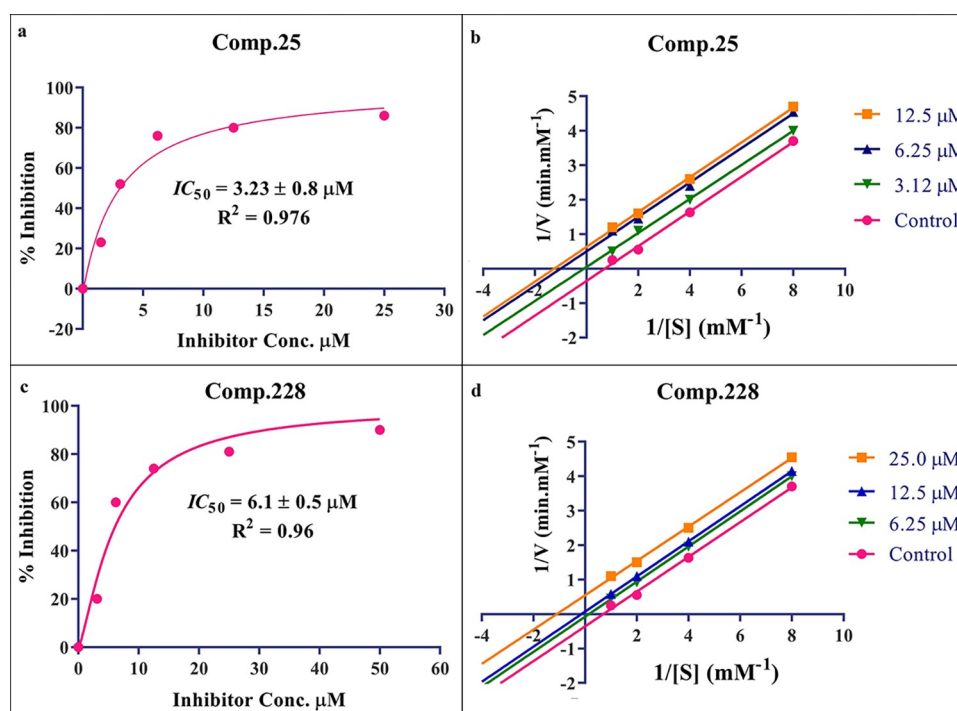 a
Comp.25
% Inhibition
100
80
60
40
20
0
-20
0
5
10
15
20
25
30
IC50 = 3.23 ± 0.8 µM
R2 = 0.976
Inhibitor Conc. µM
b
Comp.25
1/V (min.mM-1)
5
4
3
2
1
-1
-2
-4
-2
2
4
6
8
10
1/[S] (mM-1)
12.5 µM
6.25 µM
3.12 µM
Control
c
Comp.228
% Inhibition
100
80
60
40
20
0
0
10
20
30
40
50
60
IC50 = 6.1 ± 0.5 µM
R2 = 0.96
Inhibitor Conc. µM
d
Comp.228
1/V (min.mM-1)
5
4
3
2
1
-1
-2
-4
-2
2
4
6
8
10
1/[S] (mM-1)
25.0 µM
12.5 µM
6.25 µM
Control